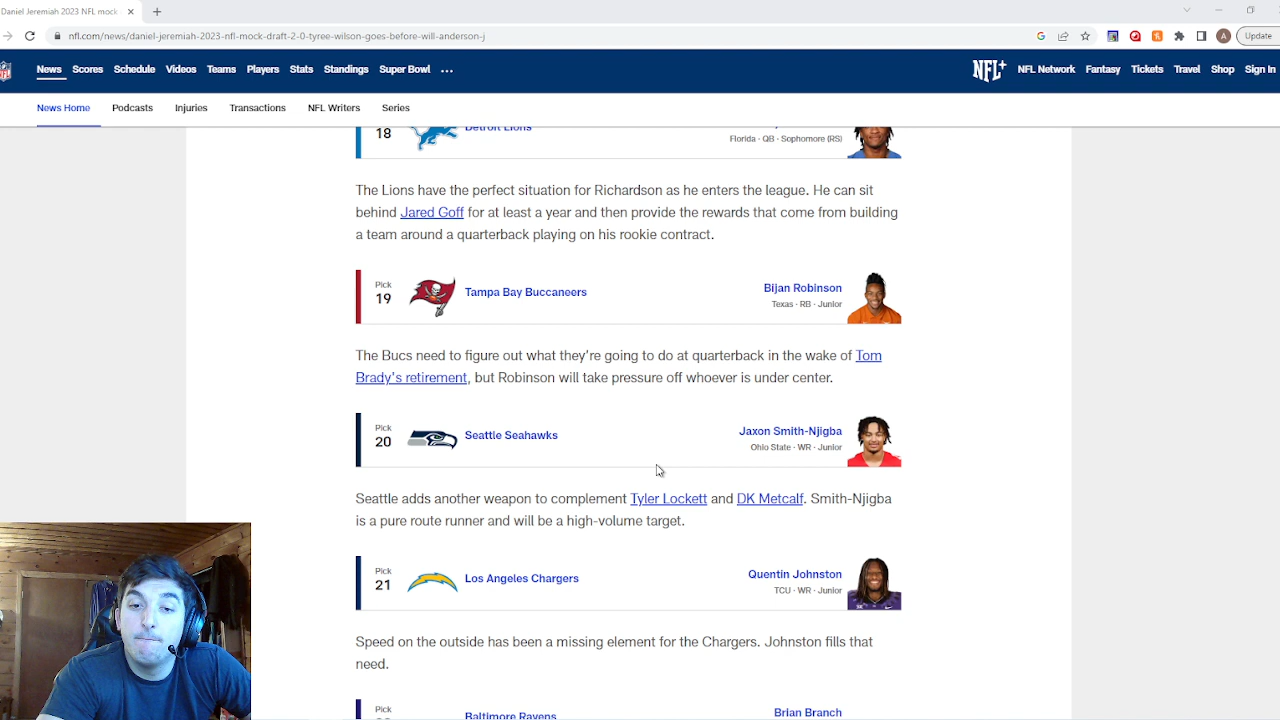 Daniel Jeremiah 2023 NFL mock
nfl.com/news/daniel-jeremiah-2023-nfl-mock-draft-2-0-tyree-wilson-goes-before-will-anderson-j
A
Update
News Scores Schedule Videos Teams Players Stats Standings Super Bowl ...
NFL+ NFL Network Fantasy Tickets Travel Shop Sign In
News Home Podcasts Injuries Transactions NFL Writers Series
18 Detroit Lions
Florida · QB · Sophomore (RS)
The Lions have the perfect situation for Richardson as he enters the league. He can sit
behind Jared Goff for at least a year and then provide the rewards that come from building
a team around a quarterback playing on his rookie contract.
Pick
19
Tampa Bay Buccaneers
Bijan Robinson
Texas · RB · Junior
The Bucs need to figure out what they're going to do at quarterback in the wake of Tom
Brady's retirement, but Robinson will take pressure off whoever is under center.
Pick
20
Seattle Seahawks
Jaxon Smith-Njigba
Ohio State · WR · Junior
Seattle adds another weapon to complement Tyler Lockett and DK Metcalf. Smith-Njigba
is a pure route runner and will be a high-volume target.
Pick
21
Los Angeles Chargers
Quentin Johnston
TCU · WR · Junior
Speed on the outside has been a missing element for the Chargers. Johnston fills that
need.
Pick
Baltimore Ravens
Brian Branch